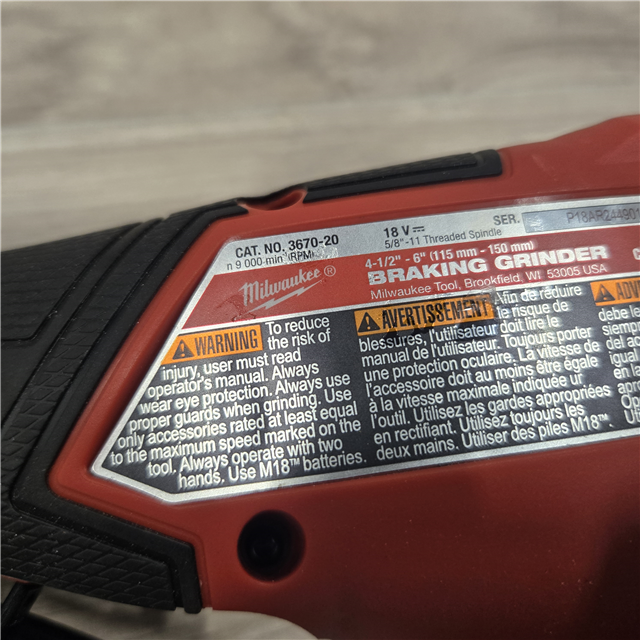 CAT. NO. 3670-20
n 9 000 min⁻¹ (RPM)
18 V ⎓ SER.
5/8"-11 Threaded Spindle
4-1/2" - 6" (115 mm - 150 mm)
BRAKING GRINDER
Milwaukee Tool, Brookfield, WI 53005 USA
Milwaukee®
WARNING To reduce
the risk of
injury, user must read
operator's manual. Always
wear eye protection. Always use
proper guards when grinding. Use
only accessories rated at least equal
to the maximum speed marked on the
tool. Always operate with two
hands. Use M18™ batteries.
AVERTISSEMENT Afin de réduire
le risque de
blessures, l'utilisateur doit lire le
manuel de l'utilisateur. Toujours porter
une protection oculaire. La vitesse de
l'accessoire doit au moins être égale
à la vitesse maximale indiquée sur
l'outil. Utilisez les gardes appropriées
en rectifiant. Utilisez toujours les
deux mains. Utiliser des piles M18™.
ADV
debe l